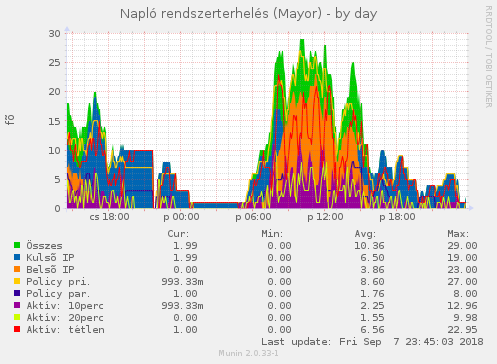 Napló rendszerterhelés (Mayor) - by day
RRDTOOL / TOBI OETIKER
fő
30
25
20
15
10
5
0
cs 18:00 p 00:00 p 06:00 p 12:00 p 18:00
Cur: Min: Avg: Max:
Összes 1.99 0.00 10.36 29.00
Külső IP 1.99 0.00 6.50 19.00
Belső IP 0.00 0.00 3.86 23.00
Policy pri. 993.33m 0.00 8.60 27.00
Policy par. 1.00 0.00 1.76 8.00
Aktív: 10perc 993.33m 0.00 2.25 12.96
Aktív: 20perc 0.00 0.00 1.55 9.98
Aktív: tétlen 1.00 0.00 6.56 22.95
Last update: Fri Sep 7 23:45:03 2018
Munin 2.0.33-1